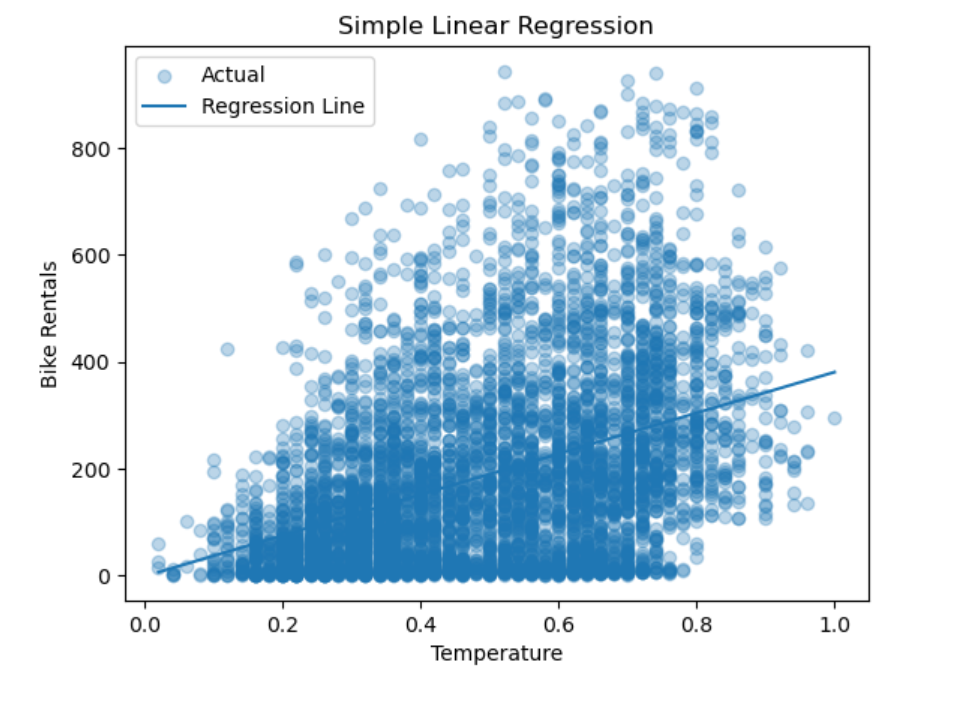 Simple Linear Regression
Actual
Regression Line
Bike Rentals
800
600
400
200
0
0.0 0.2 0.4 0.6 0.8 1.0
Temperature